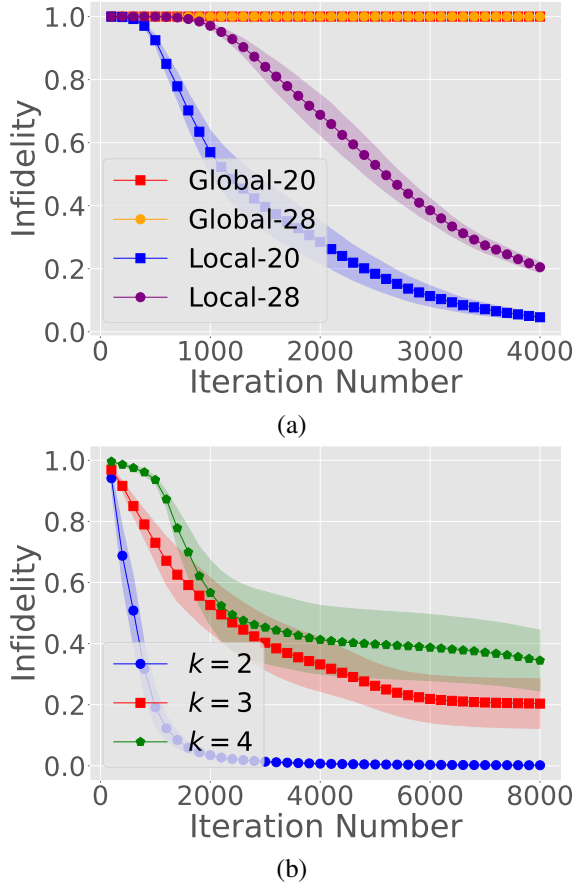 1.0
0.8
0.6
0.4
0.2
0.0
Infidelity
Global-20
Global-28
Local-20
Local-28
0 1000 2000 3000 4000
Iteration Number
(a)
1.0
0.8
0.6
0.4
0.2
0.0
Infidelity
k = 2
k = 3
k = 4
0 2000 4000 6000 8000
Iteration Number
(b)